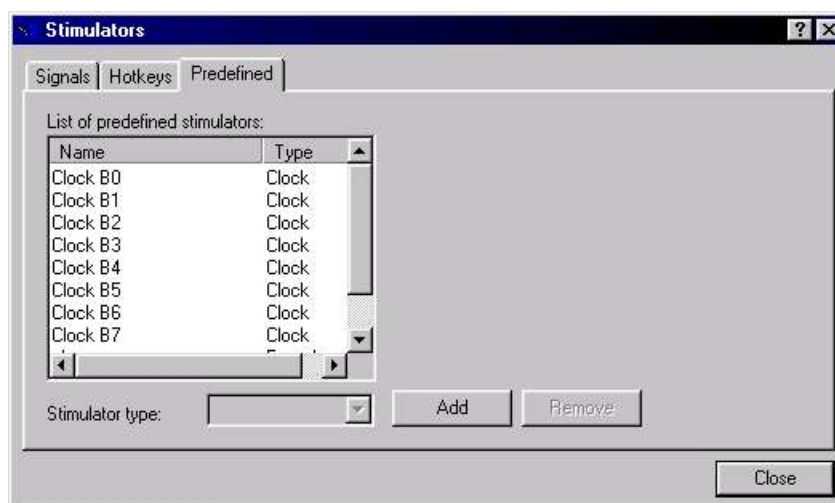 Stimulators
Signals Hotkeys Predefined
List of predefined stimulators:
Name Type
Clock B0 Clock
Clock B1 Clock
Clock B2 Clock
Clock B3 Clock
Clock B4 Clock
Clock B5 Clock
Clock B6 Clock
Clock B7 Clock
Stimulator type: Add Remove
Close